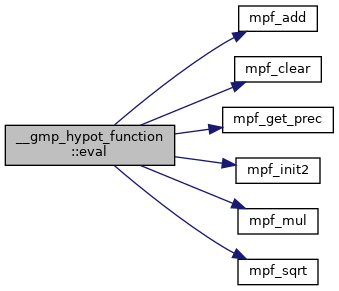 __gmp_hypot_function
::eval
mpf_add
mpf_clear
mpf_get_prec
mpf_init2
mpf_mul
mpf_sqrt